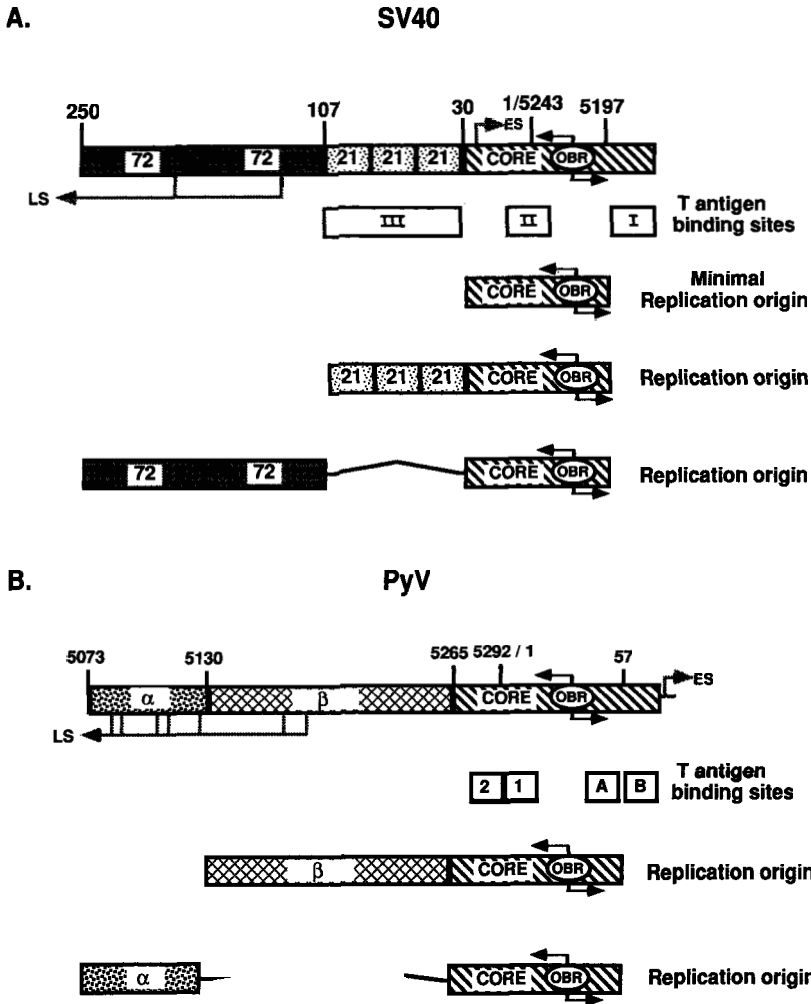 A.
SV40
250
107
30
1/5243
5197
ES
72 72 21 21 21 CORE OBR
LS
III II I
T antigen
binding sites
CORE OBR
Minimal
Replication origin
21 21 21 CORE OBR
Replication origin
72 72 CORE OBR
Replication origin
B.
PyV
5073
5130
5265
5292 / 1
57
ES
α β CORE OBR
LS
2 1 A B
T antigen
binding sites
β CORE OBR
Replication origin
α CORE OBR
Replication origin